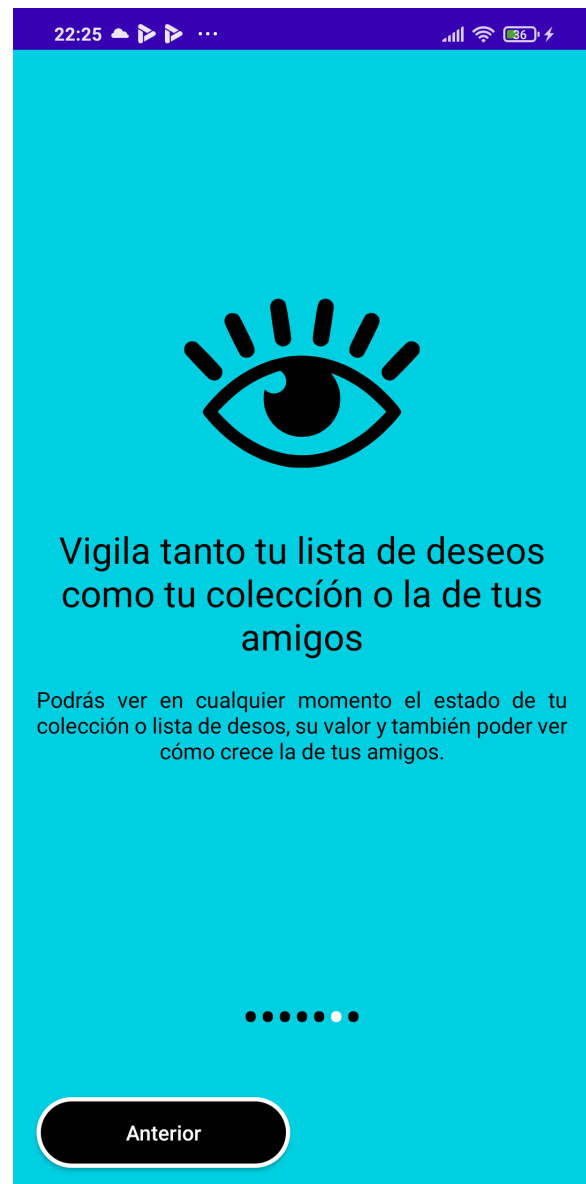 22:25
36
Vigila tanto tu lista de deseos
como tu coleccíón o la de tus
amigos
Podrás ver en cualquier momento el estado de tu
colección o lista de desos, su valor y también poder ver
cómo crece la de tus amigos.
Anterior